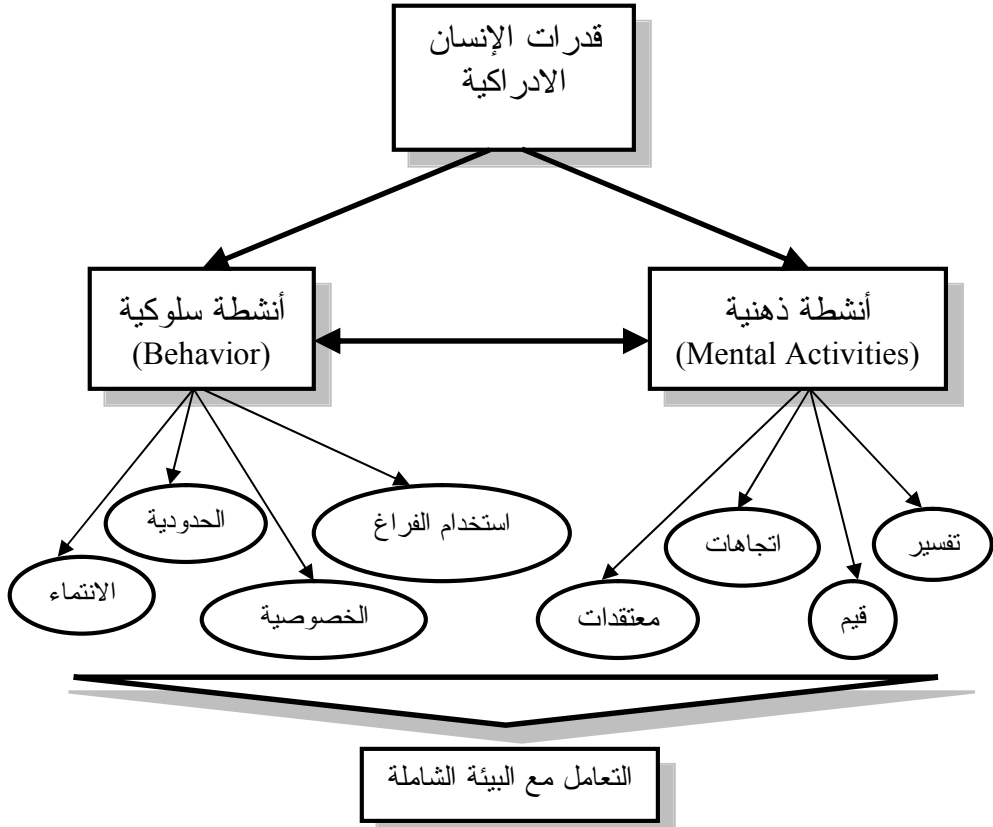 قدرات الإنسان
الادراكية
أنشطة ذهنية
(Mental Activities)
أنشطة سلوكية
(Behavior)
تفسير
قيم
اتجاهات
معتقدات
استخدام الفراغ
الخصوصية
الحدودية
الانتماء
التعامل مع البيئة الشاملة